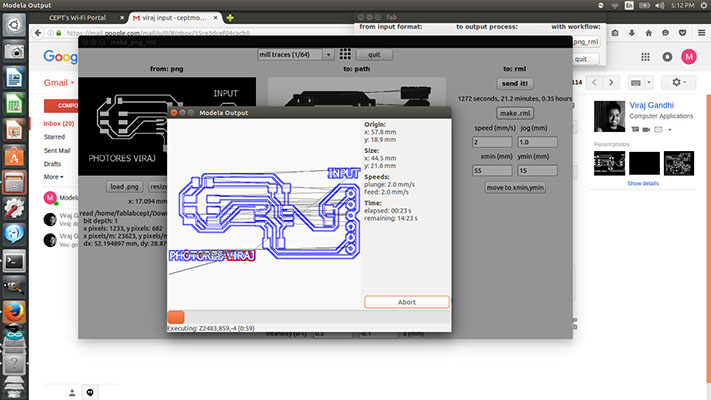 Modela Output
5:12 PM
CEPT's Wi-Fi Portal
viraj input - ceptmo...
fab
from input format:
to output process:
with workflow:
https://mail.google.com/mail/u/0/#inbox/15ce3dcef04cacb0
make_png_rml
png_rml
mill traces (1/64)
quit
quit
Google
from: png
to: path
to: rml
M
Gmail
send it!
114
1272 seconds, 21.2 minutes, 0.35 hours
make .rml
COMPO
Inbox (20)
Starred
Sent Mail
Drafts
More
INPUT
PHOTORES VIRAJ
speed (mm/s)
jog (mm)
2
1.0
xmin (mm)
ymin (mm)
55
15
move to xmin,ymin
Viraj Gandhi
Computer Applications
Recent photos
Show details
load .png
resize
x: 17.094 mm
Modela
Viraj G
Viraj G
You, go
read /home/fablabcept/Dow
bit depth: 1
x pixels: 1233, y pixels: 682
x pixels/m: 23623, y pixels/m
dx: 52.194897 mm, dy: 28.87
Modela Output
Origin:
x: 57.8 mm
y: 18.9 mm
Size:
x: 44.5 mm
y: 21.6 mm
Speeds:
plunge: 2.0 mm/s
feed: 2.0 mm/s
Time:
elapsed: 00:23 s
remaining: 14:23 s
INPUT
PHOTORES VIRAJ
Abort
Executing: Z2483,859,-4 (0:59)
intensity (0-1)
0.5
-0.1
z (mm)